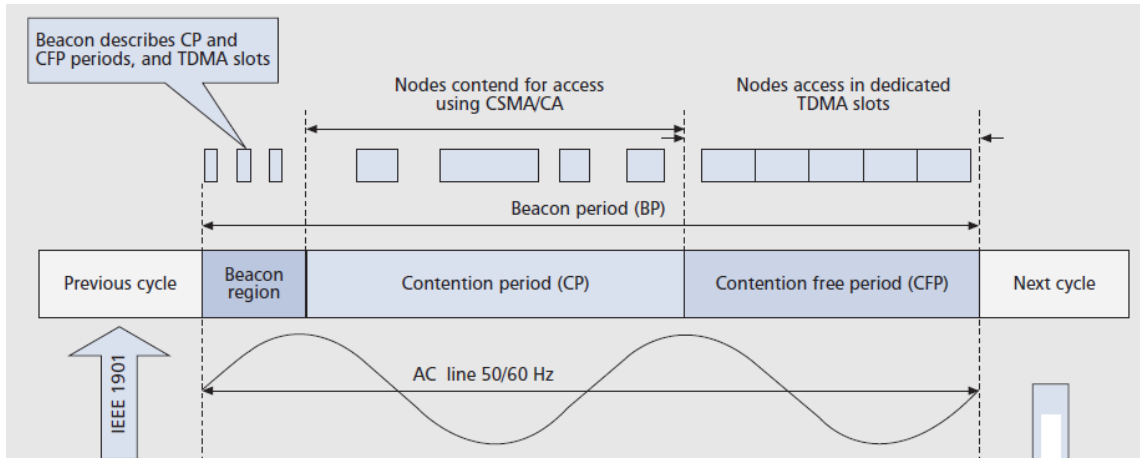 Beacon describes CP and
CFP periods, and TDMA slots
Nodes contend for access
using CSMA/CA
Nodes access in dedicated
TDMA slots
Beacon period (BP)
Previous cycle
Beacon
region
Contention period (CP)
Contention free period (CFP)
Next cycle
IEEE 1901
AC line 50/60 Hz